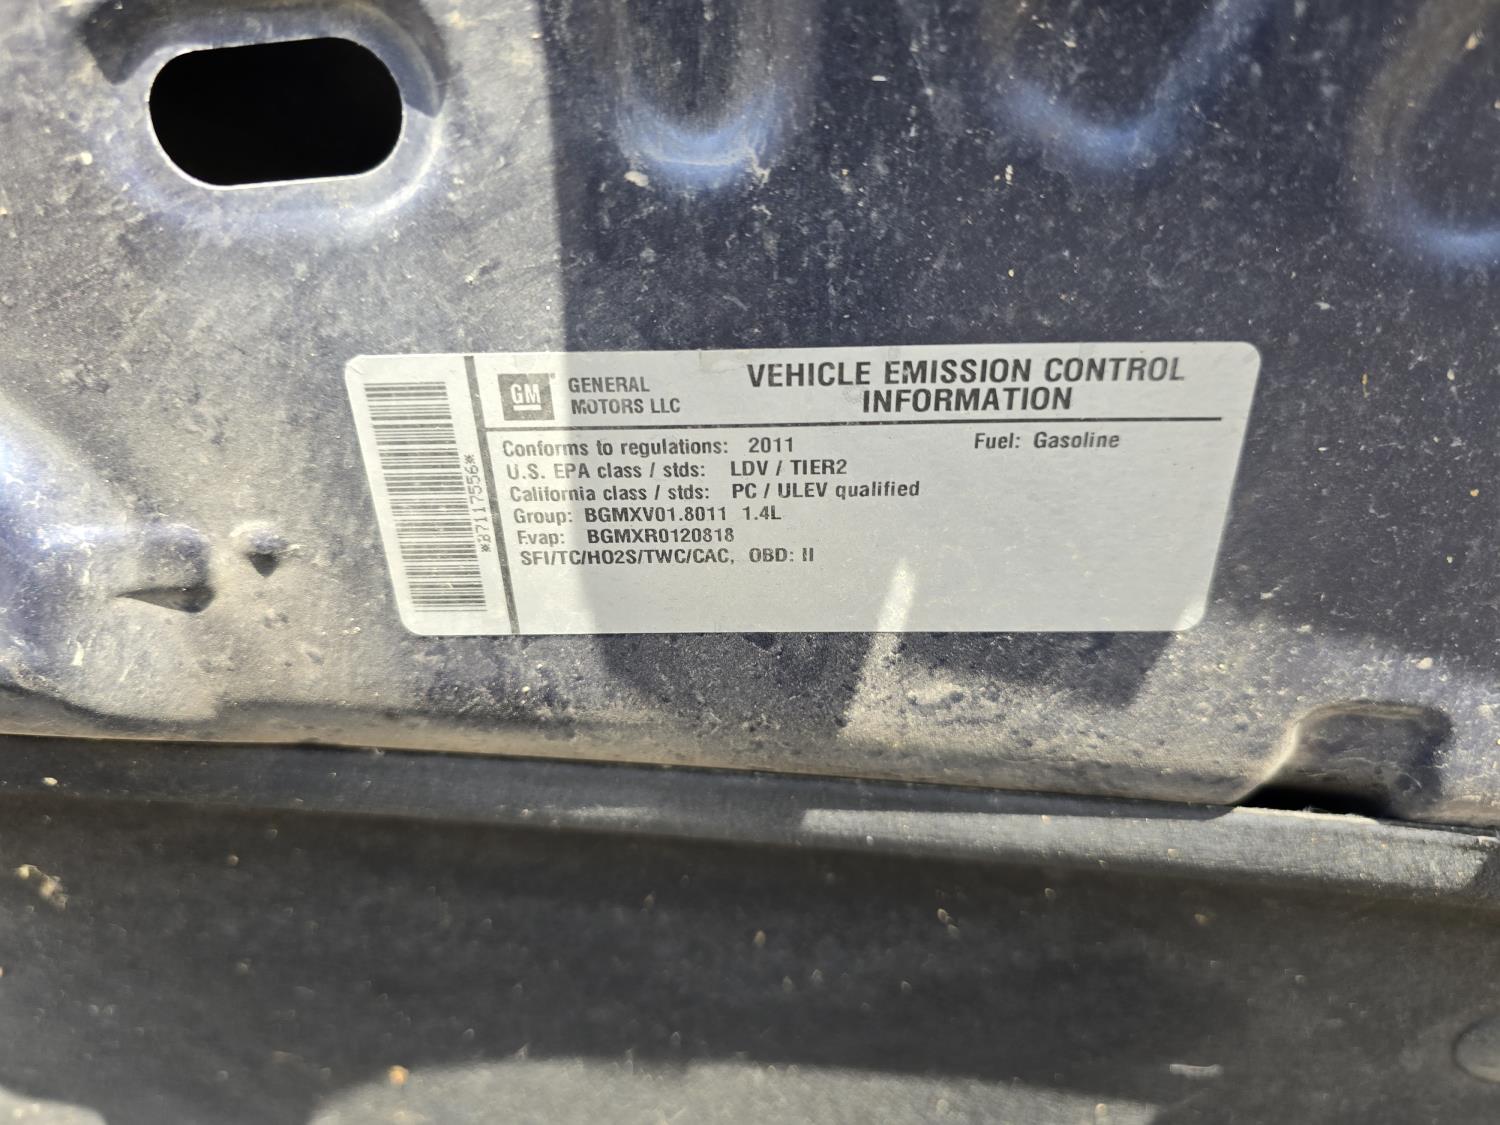 GM
GENERAL
MOTORS LLC
VEHICLE EMISSION CONTROL
INFORMATION
Conforms to regulations: 2011 Fuel: Gasoline
U.S. EPA class / stds: LDV / TIER2
California class / stds: PC / ULEV qualified
Group: BGMXV01.8011 1.4L
Evap: BGMXR0120818
SFI/TC/HO2S/TWC/CAC, OBD: II
*B7117556*